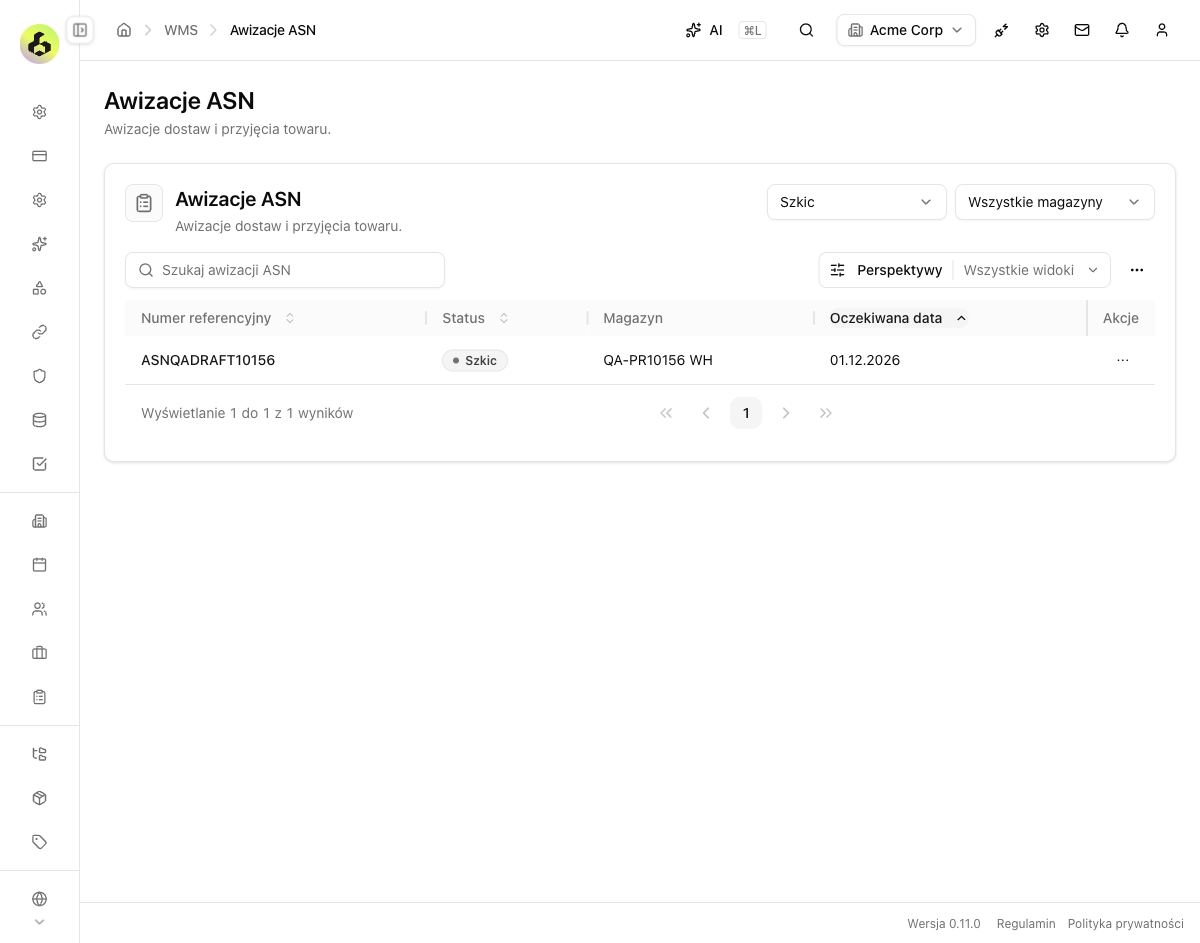 WMS
Awizacje ASN
AI
⌘L
Acme Corp
Awizacje ASN
Awizacje dostaw i przyjęcia towaru.
Awizacje ASN
Awizacje dostaw i przyjęcia towaru.
Szkic
Wszystkie magazyny
Szukaj awizacji ASN
Perspektywy
Wszystkie widoki
Numer referencyjny
Status
Magazyn
Oczekiwana data
Akcje
ASNQADRAFT10156
Szkic
QA-PR10156 WH
01.12.2026
Wyświetlanie 1 do 1 z 1 wyników
1
Wersja 0.11.0
Regulamin
Polityka prywatności